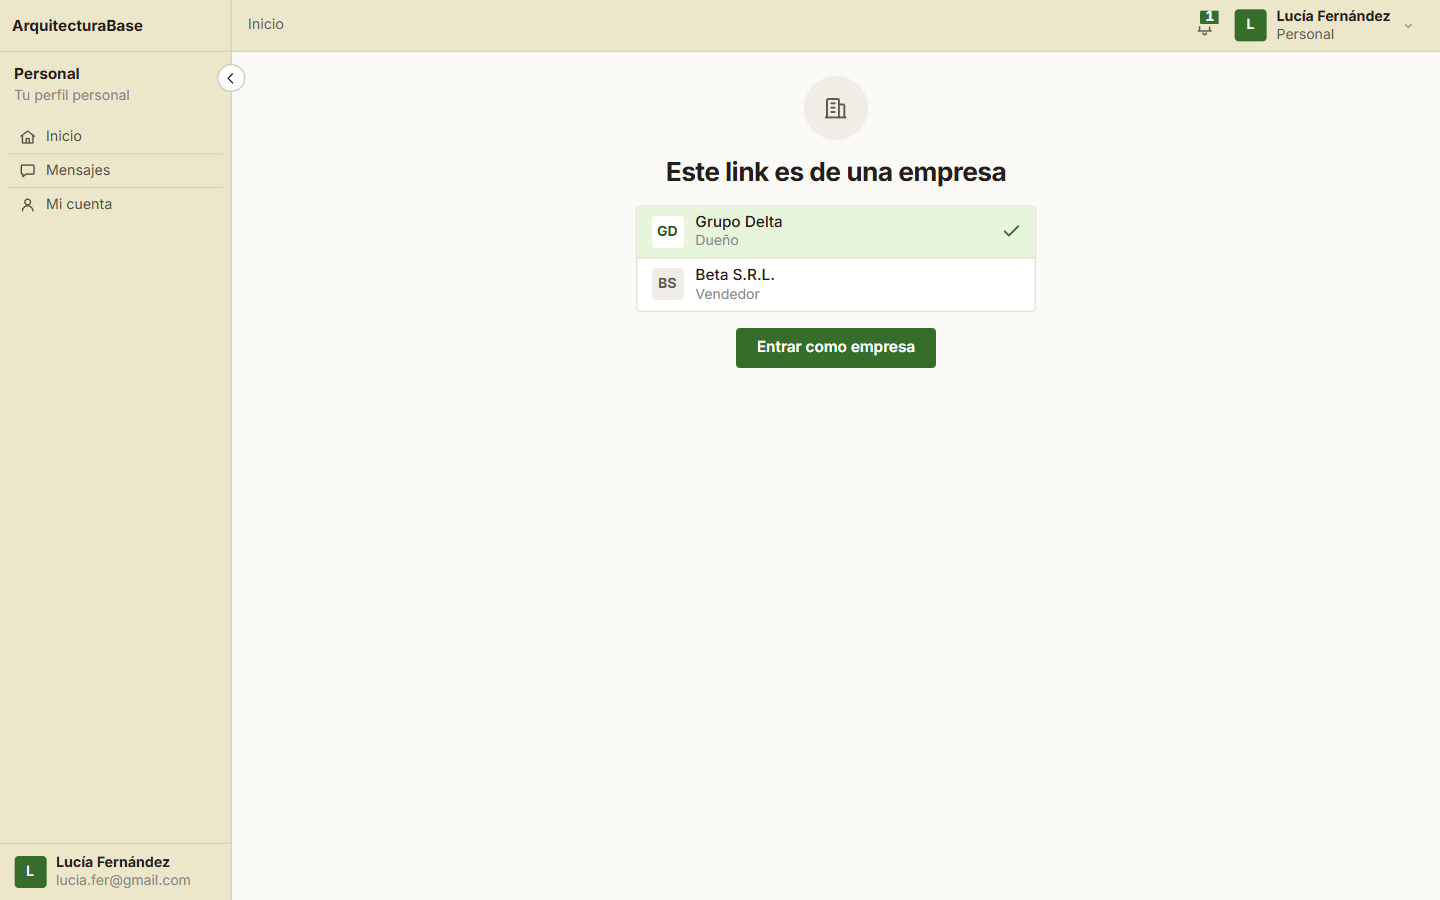 ArquitecturaBase
Inicio
1
L
Lucía Fernández
Personal
Personal
Tu perfil personal
Inicio
Mensajes
Mi cuenta
Este link es de una empresa
GD
Grupo Delta
Dueño
BS
Beta S.R.L.
Vendedor
Entrar como empresa
L
Lucía Fernández
lucia.fer@gmail.com